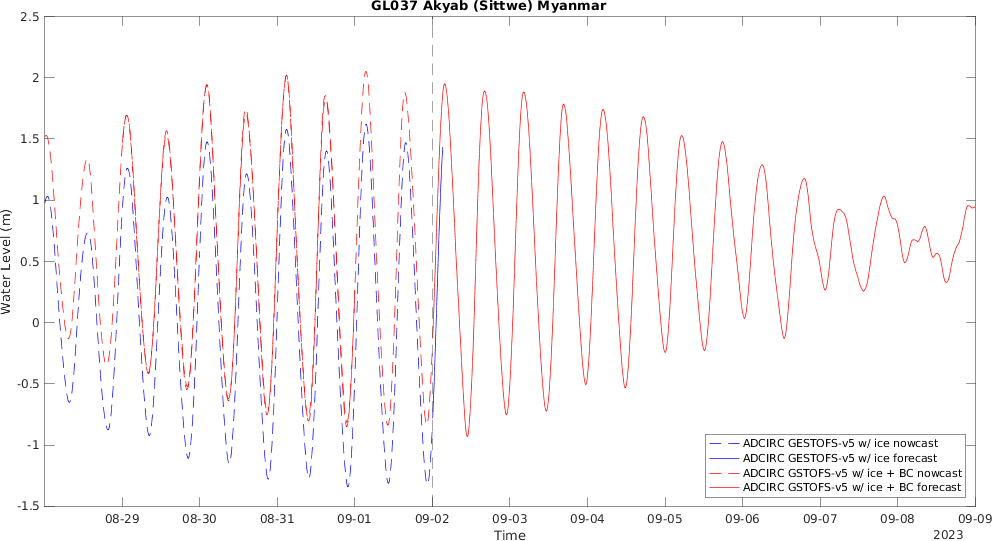 GL037 Akyab (Sittwe) Myanmar
2.5
2
1.5
1
0.5
0
-0.5
-1
-1.5
Water Level (m)
08-29 08-30 08-31 09-01 09-02 09-03 09-04 09-05 09-06 09-07 09-08 09-09
Time
2023
ADCIRC GESTOFS-v5 w/ ice nowcast
ADCIRC GESTOFS-v5 w/ ice forecast
ADCIRC GSTOFS-v5 w/ ice + BC nowcast
ADCIRC GSTOFS-v5 w/ ice + BC forecast